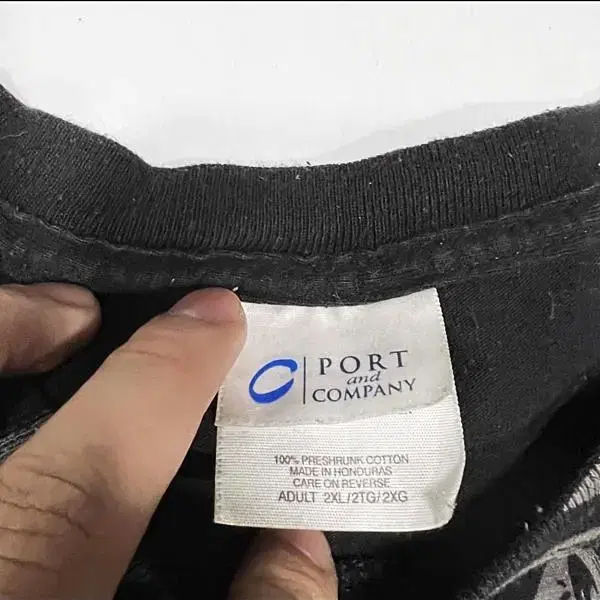 PORT
and
COMPANY
100% PRESHRUNK COTTON
MADE IN HONDURAS
CARE ON REVERSE
ADULT 2XL/2TG/2XG